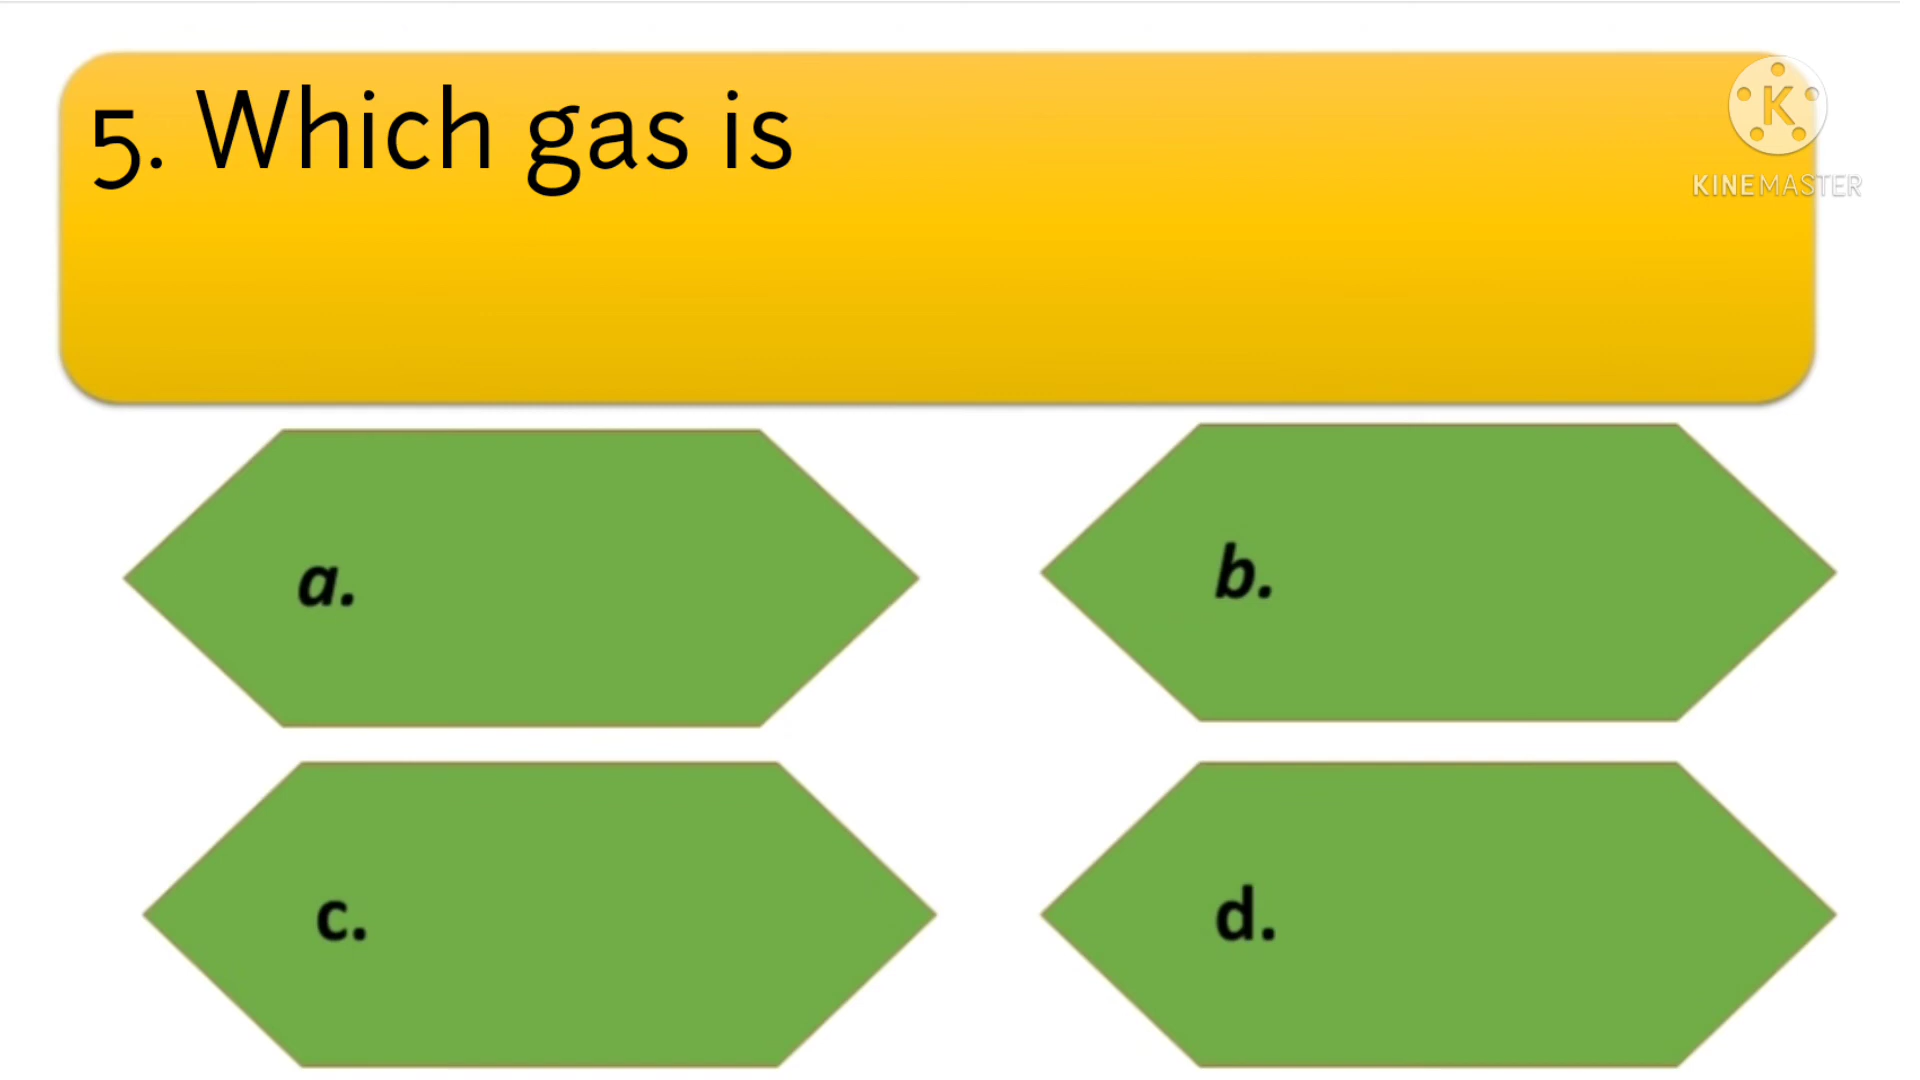 5. Which gas is
K
KINEMASTER
a.
b.
c.
d.